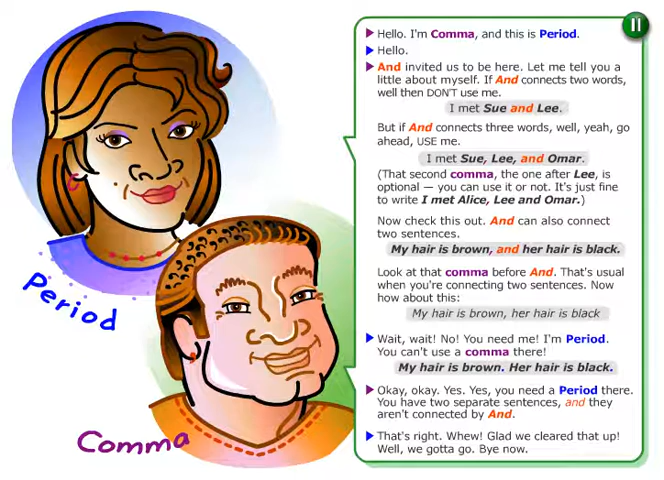 11
Hello. I'm Comma, and this is Period.
Hello.
And invited us to be here. Let me tell you a
little about myself. If And connects two words,
well then DON'T use me.
I met Sue and Lee.
But if And connects three words, well, yeah, go
ahead, USE me.
I met Sue, Lee, and Omar.
(That second comma, the one after Lee, is
optional — you can use it or not. It's just fine
to write I met Alice, Lee and Omar.)
Now check this out. And can also connect
two sentences.
My hair is brown, and her hair is black.
Look at that comma before And. That's usual
when you're connecting two sentences. Now
how about this:
My hair is brown, her hair is black
Wait, wait! No! You need me! I'm Period.
You can't use a comma there!
My hair is brown. Her hair is black.
Okay, okay. Yes. Yes, you need a Period there.
You have two separate sentences, and they
aren't connected by And.
That's right. Whew! Glad we cleared that up!
Well, we gotta go. Bye now.
Period
Comma